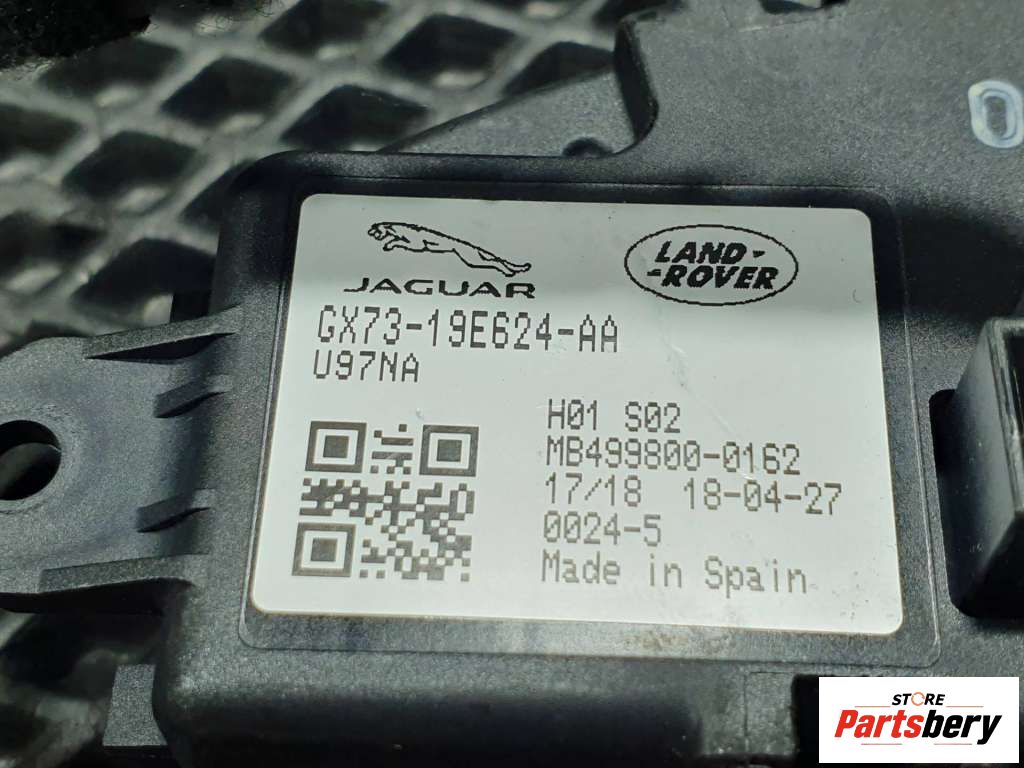 JAGUAR
LAND-
-ROVER
GX73-19E624-AA
U97NA
H01 S02
MB499800-0162
17/18 18-04-27
0024-5
Made in Spain
0
STORE
Partsbery